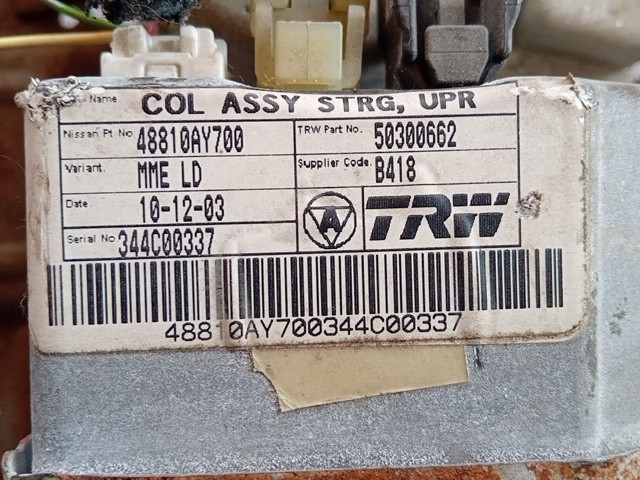 Name. COL ASSY STRG, UPR
Nissan Pt No 48810AY700 TRW Part No. 50300662
Variant. MME LD Supplier Code. B418
Date 10-12-03
A TRW
Serial No 344C00337
48810AY700344C00337